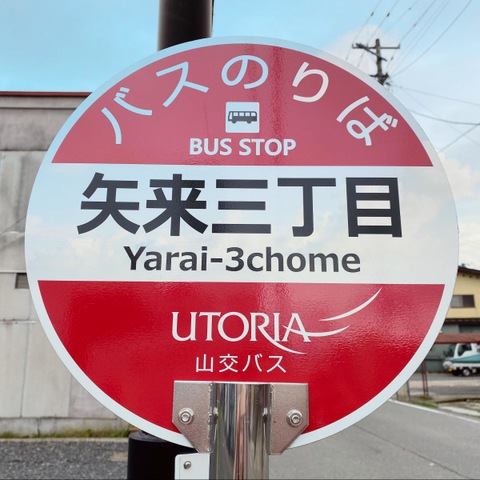 バスのりば
BUS STOP
矢来三丁目
Yarai-3chome
UTORIA
山交バス